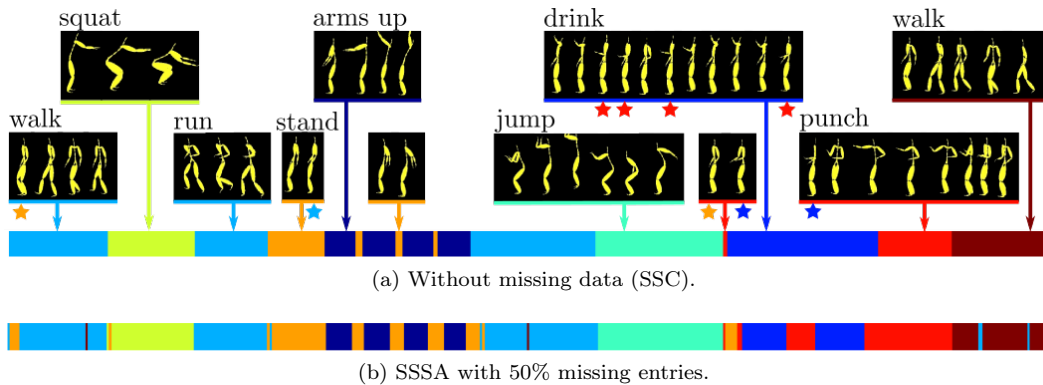 squat
arms up
drink
walk
walk
run
stand
jump
punch
(a) Without missing data (SSC).
(b) SSSA with 50% missing entries.